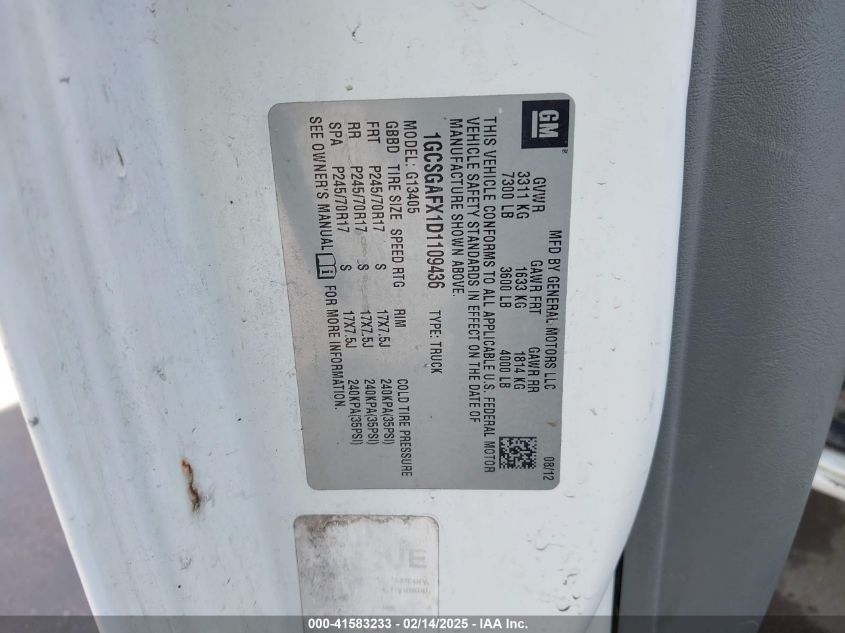 GM
MFD BY GENERAL MOTORS LLC 08/12
GVWR GAWR FRT GAWR RR
3311 KG 1633 KG 1814 KG
7300 LB 3600 LB 4000 LB
THIS VEHICLE CONFORMS TO ALL APPLICABLE U.S. FEDERAL MOTOR
VEHICLE SAFETY STANDARDS IN EFFECT ON THE DATE OF
MANUFACTURE SHOWN ABOVE.
1GCSGAFX1D1109436 TYPE: TRUCK
MODEL: G13405
GBBD TIRE SIZE SPEED RTG RIM COLD TIRE PRESSURE
FRT P245/70R17 S 17X7.5J 240KPA(35PSI)
RR P245/70R17 S 17X7.5J 240KPA(35PSI)
SPA P245/70R17 S 17X7.5J 240KPA(35PSI)
SEE OWNER'S MANUAL i FOR MORE INFORMATION.
UE
000-41583233 - 02/14/2025 - IAA Inc.